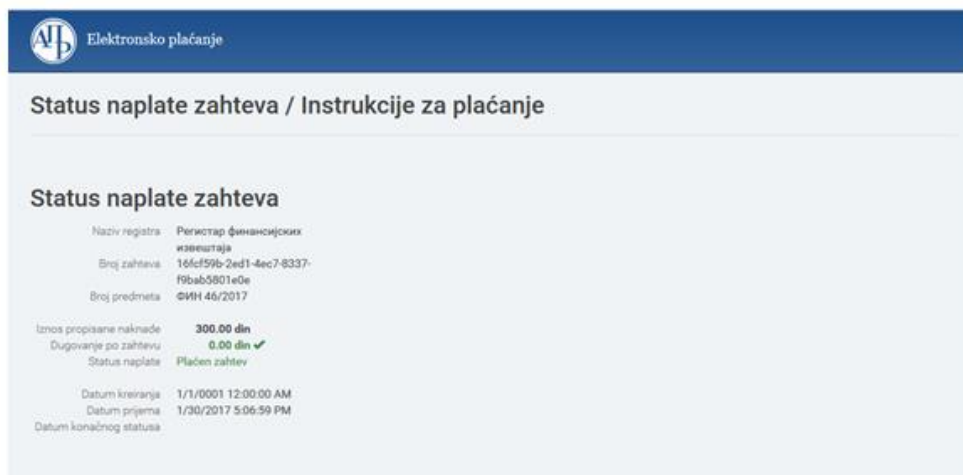 АПР
Elektronsko plaćanje
Status naplate zahteva / Instrukcije za plaćanje
Status naplate zahteva
Naziv registra Регистар финансијских
извештаја
Broj zahteva 16fcf59b-2ed1-4ec7-8337-
f9bab5801e0e
Broj predmeta ФИН 46/2017
Iznos propisane naknade 300.00 din
Dugovanje po zahtevu 0.00 din ✔
Status naplate Plaćen zahtev
Datum kreiranja 1/1/0001 12:00:00 AM
Datum prijema 1/30/2017 5:06:59 PM
Datum konačnog statusa